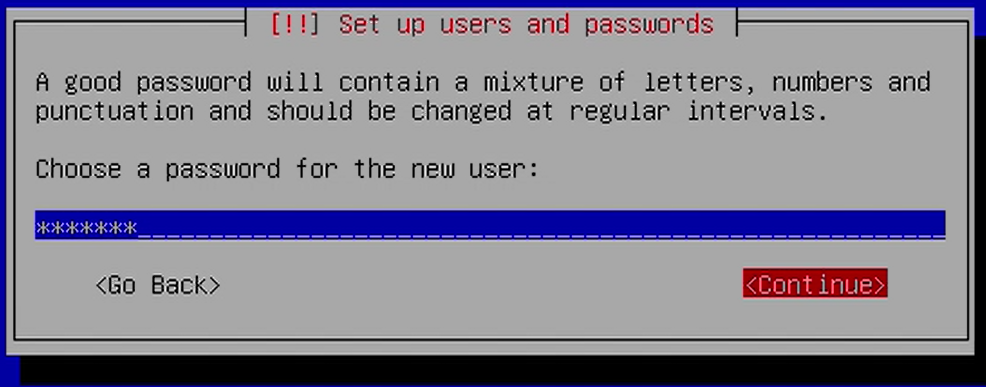 [!!] Set up users and passwords
A good password will contain a mixture of letters, numbers and
punctuation and should be changed at regular intervals.
Choose a password for the new user:
*******
<Go Back> <Continue>